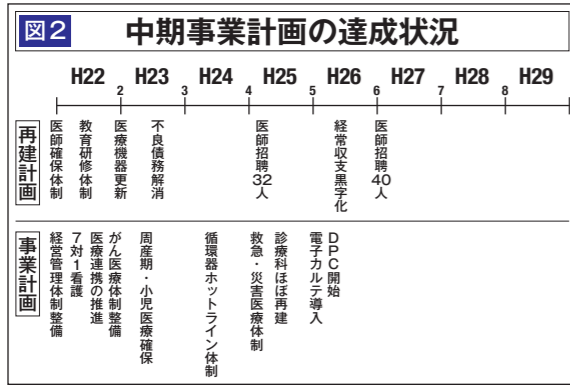 図2 中期事業計画の達成状況
H22 H23 H24 H25 H26 H27 H28 H29
2 3 4 5 6 7 8
再建計画
医師確保体制
教育研修体制
医療機器更新
不良債務解消
医師招聘32人
経常収支黒字化
医師招聘40人
事業計画
経営管理体制整備
7対1看護
医療連携の推進
がん医療体制整備
周産期・小児医療確保
循環器ホットライン体制
救急・災害医療体制
診療科ほぼ再建
電子カルテ導入
DPC開始